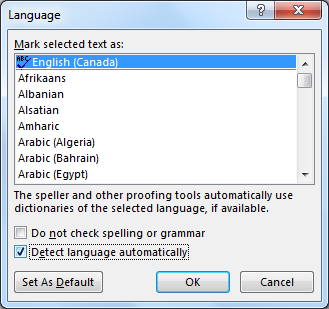 Language
Mark selected text as:
ABC English (Canada)
Afrikaans
Albanian
Alsatian
Amharic
Arabic (Algeria)
Arabic (Bahrain)
Arabic (Egypt)
The speller and other proofing tools automatically use
dictionaries of the selected language, if available.
Do not check spelling or grammar
Detect language automatically
Set As Default
OK
Cancel